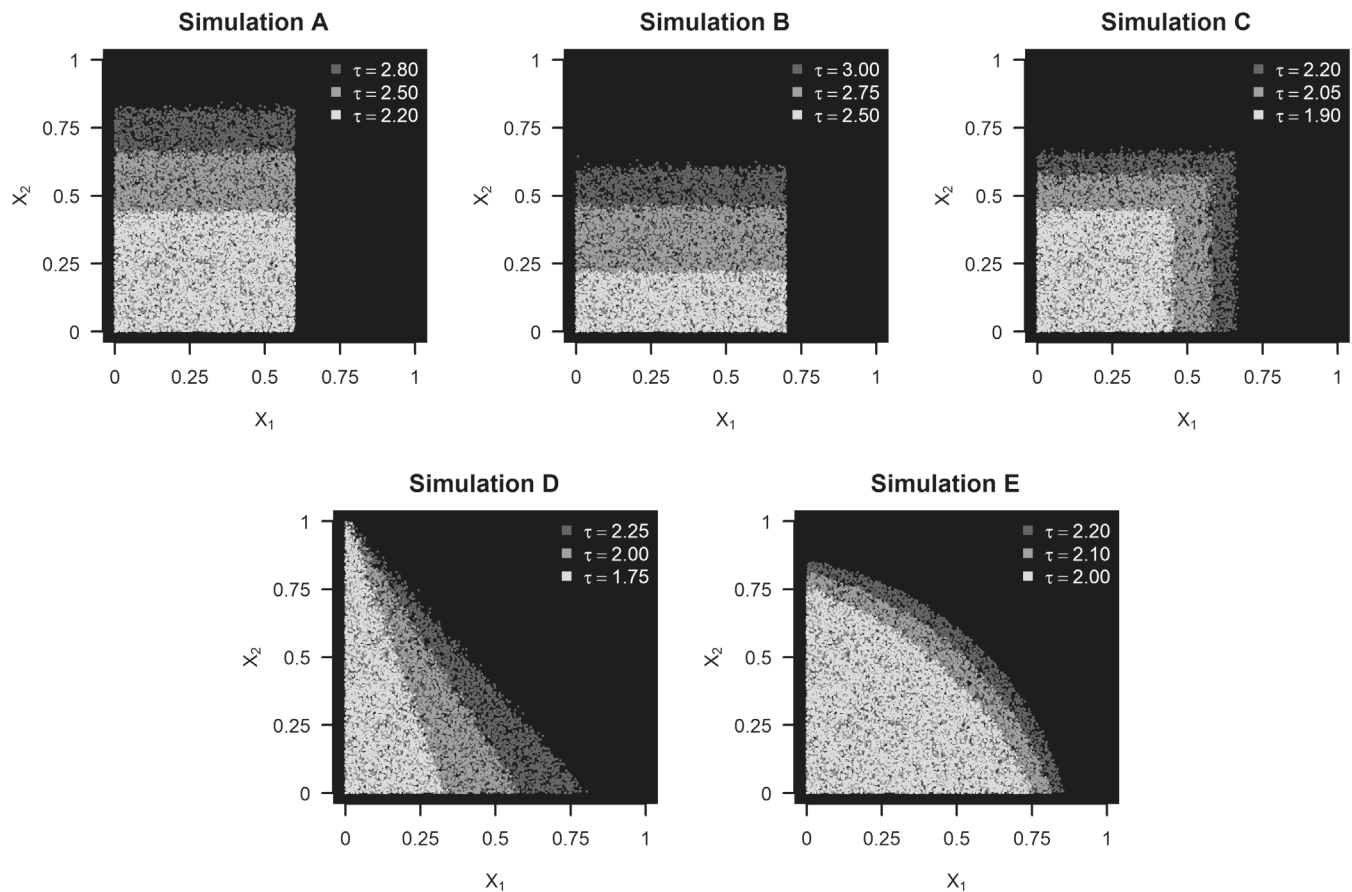 Simulation A
τ = 2.80
τ = 2.50
τ = 2.20
1
0.75
0.5
0.25
0
X₂
0 0.25 0.5 0.75 1
X₁
Simulation B
τ = 3.00
τ = 2.75
τ = 2.50
1
0.75
0.5
0.25
0
X₂
0 0.25 0.5 0.75 1
X₁
Simulation C
τ = 2.20
τ = 2.05
τ = 1.90
1
0.75
0.5
0.25
0
X₂
0 0.25 0.5 0.75 1
X₁
Simulation D
τ = 2.25
τ = 2.00
τ = 1.75
1
0.75
0.5
0.25
0
X₂
0 0.25 0.5 0.75 1
X₁
Simulation E
τ = 2.20
τ = 2.10
τ = 2.00
1
0.75
0.5
0.25
0
X₂
0 0.25 0.5 0.75 1
X₁